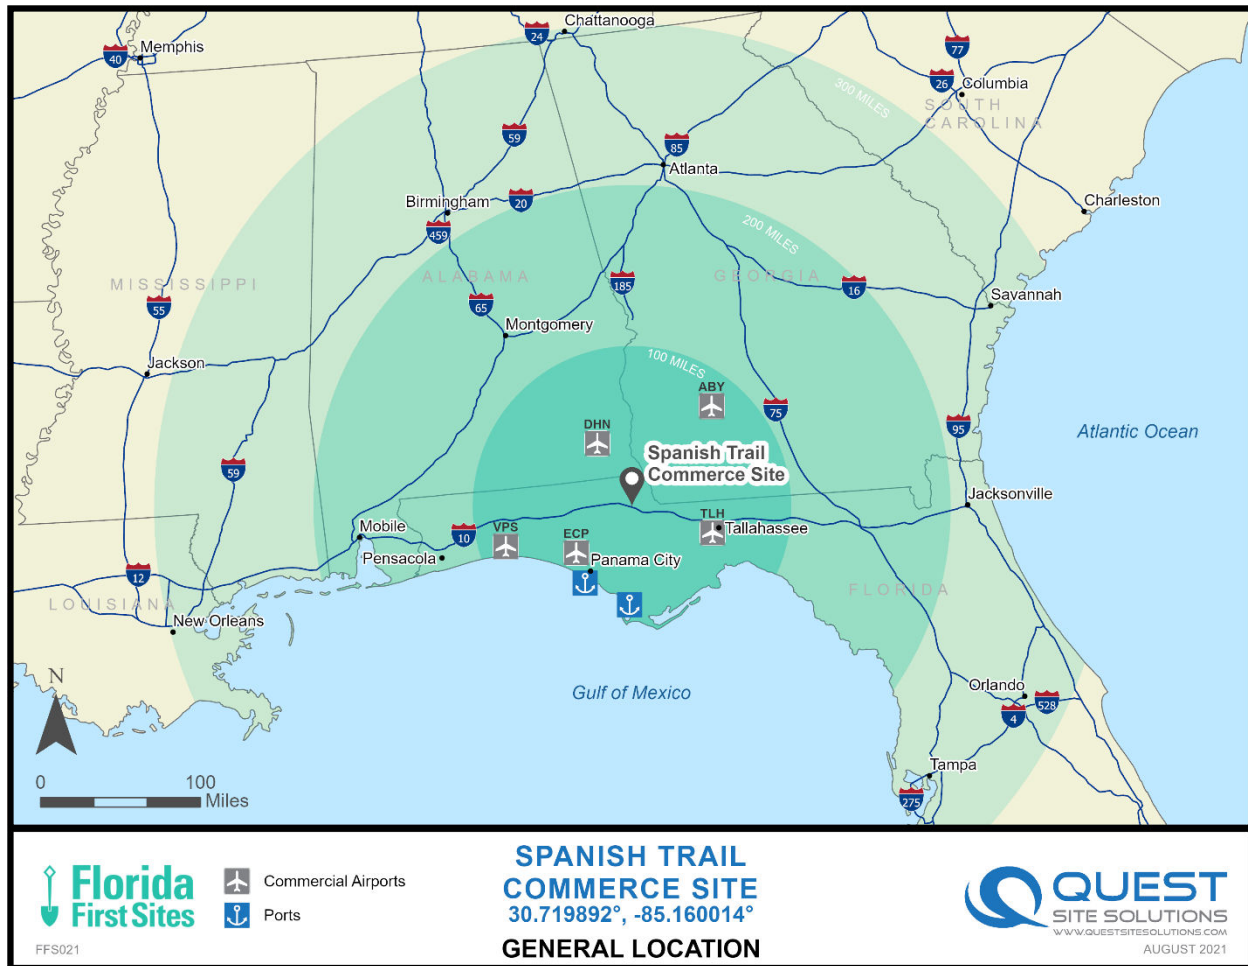 Chattanooga
24
77
Memphis
40
26
Columbia
300 MILES
SOUTH
CAROLINA
59
85
Atlanta
Birmingham
20
Charleston
459
200 MILES
MISSISSIPPI
ALABAMA
GEORGIA
185
16
55
65
Savannah
Montgomery
Jackson
100 MILES
ABY
75
DHN
95
Atlantic Ocean
Spanish Trail
Commerce Site
59
Jacksonville
Mobile
10
VPS
ECP
TLH
Tallahassee
Pensacola
Panama City
12
LOUISIANA
FLORIDA
New Orleans
N
Gulf of Mexico
Orlando
528
4
Tampa
275
0 100
Miles
Florida
First Sites
FFS021
Commercial Airports
Ports
SPANISH TRAIL
COMMERCE SITE
30.719892°, -85.160014°
GENERAL LOCATION
QUEST
SITE SOLUTIONS
WWW.QUESTSITESOLUTIONS.COM
AUGUST 2021